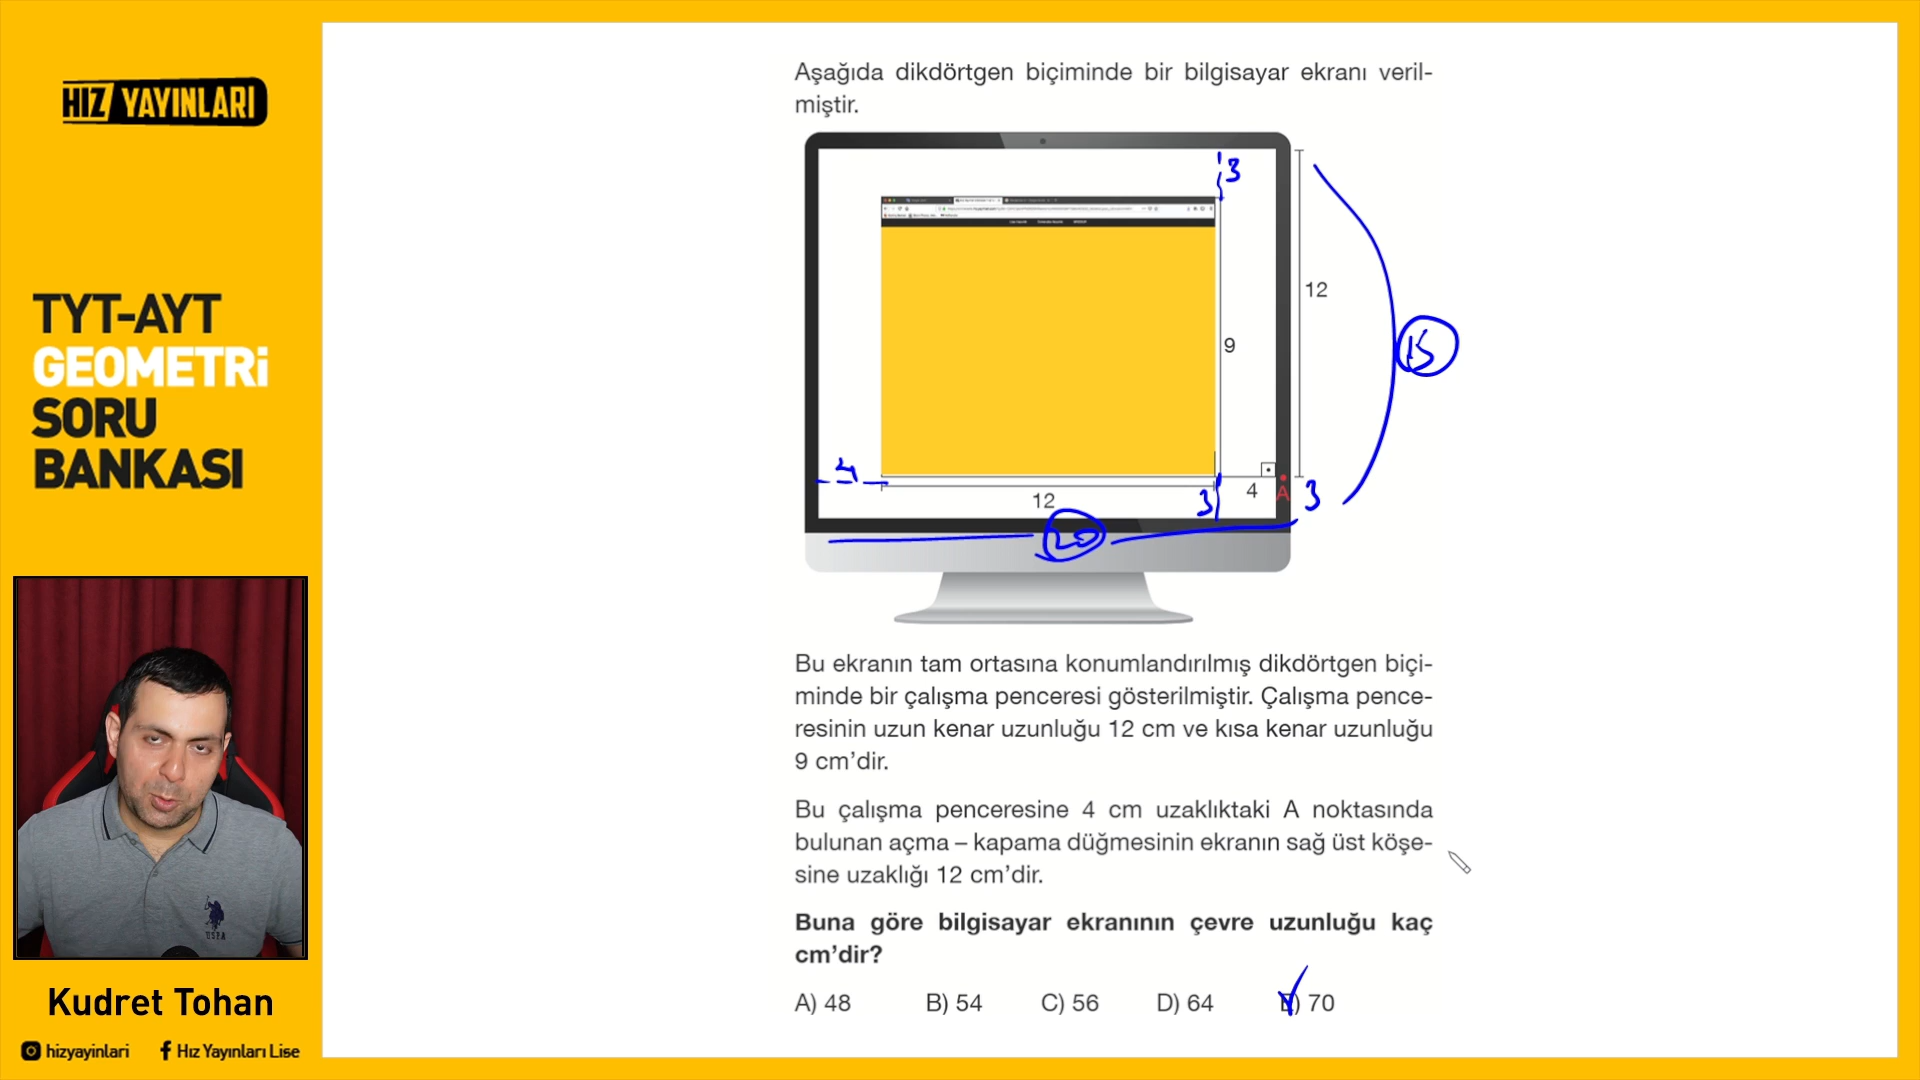 HIZ YAYINLARI
TYT-AYT
GEOMETRİ
SORU
BANKASI
Kudret Tohan
hizyayinlari
Hız Yayınları Lise
Aşağıda dikdörtgen biçiminde bir bilgisayar ekranı veril-
miştir.
3
12
9
15
4
12
3
4
A
3
20
Bu ekranın tam ortasına konumlandırılmış dikdörtgen biçi-
minde bir çalışma penceresi gösterilmiştir. Çalışma pence-
resinin uzun kenar uzunluğu 12 cm ve kısa kenar uzunluğu
9 cm’dir.
Bu çalışma penceresine 4 cm uzaklıktaki A noktasında
bulunan açma – kapama düğmesinin ekranın sağ üst köşe-
sine uzaklığı 12 cm’dir.
Buna göre bilgisayar ekranının çevre uzunluğu kaç
cm’dir?
A) 48 B) 54 C) 56 D) 64 E) 70